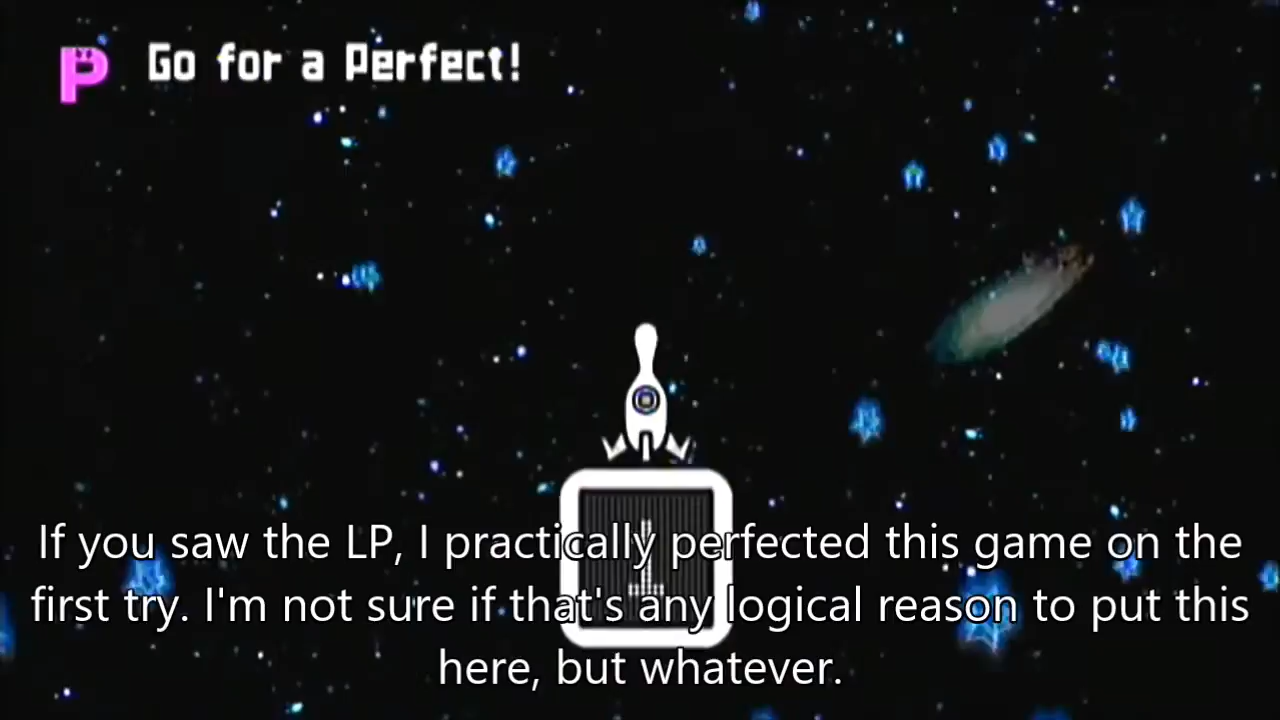 P Go for a Perfect!
If you saw the LP, I practically perfected this game on the
first try. I'm not sure if that's any logical reason to put this
here, but whatever.